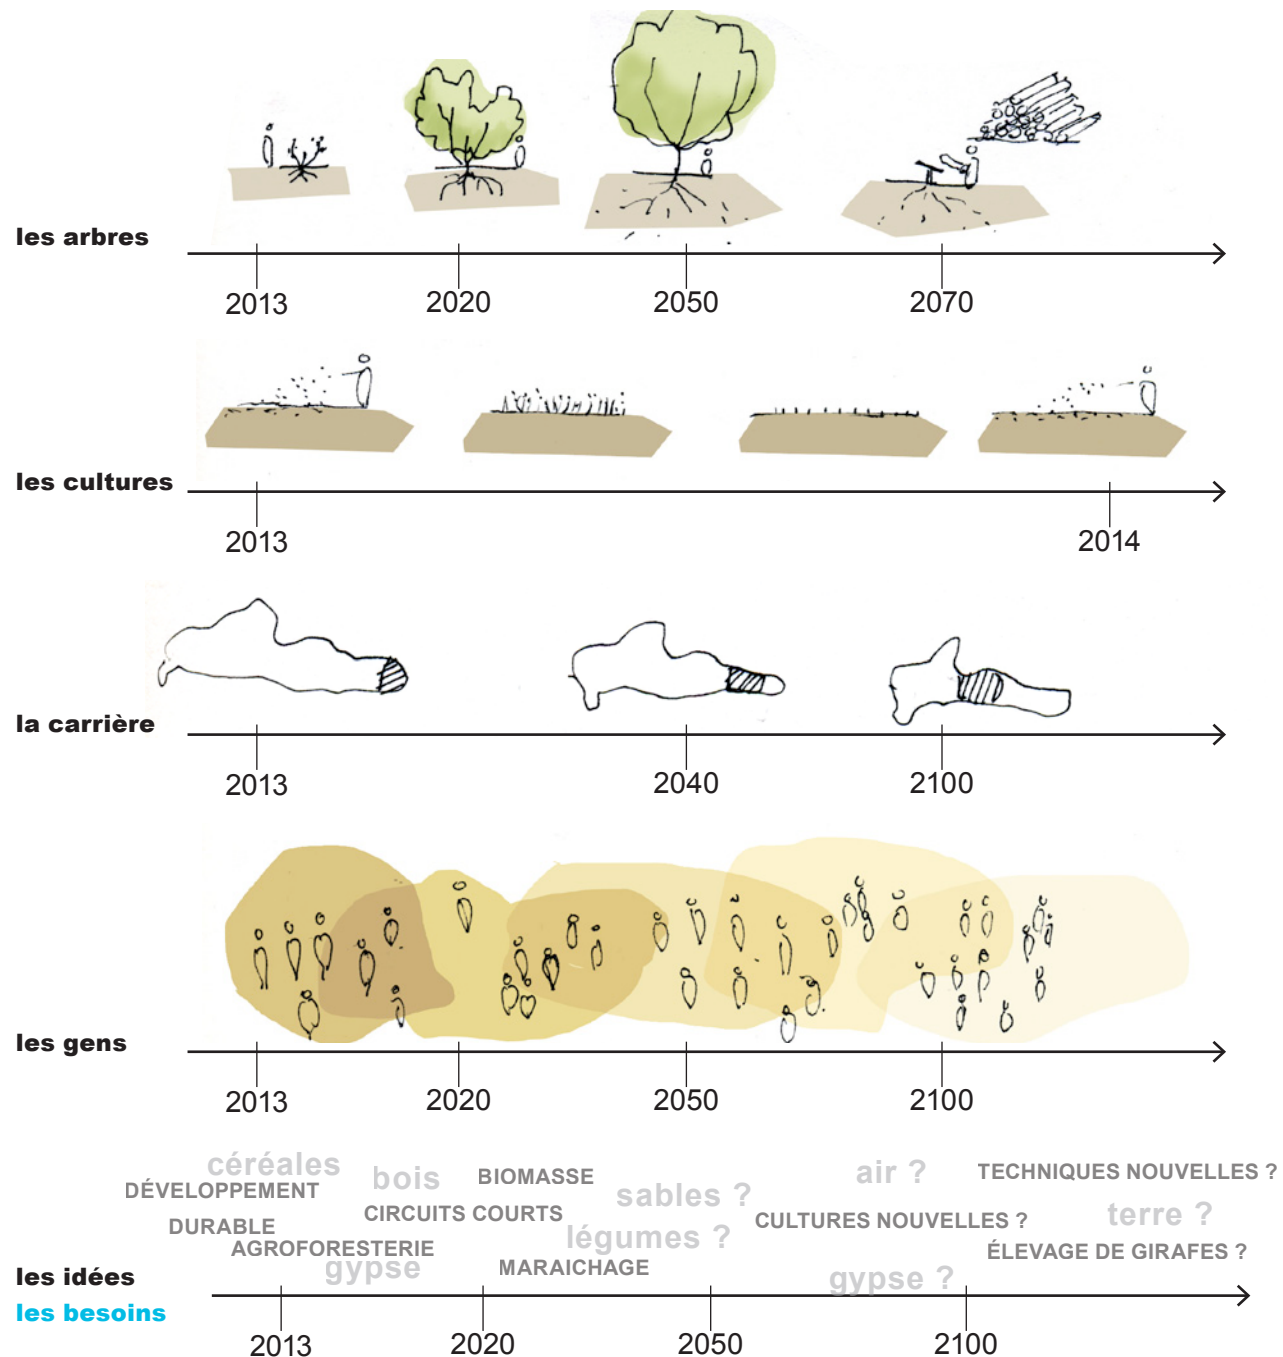 les arbres
2013 2020 2050 2070
les cultures
2013 2014
la carrière
2013 2040 2100
les gens
2013 2020 2050 2100
céréales bois BIOMASSE air ? TECHNIQUES NOUVELLES ?
DÉVELOPPEMENT sables ?
DURABLE CIRCUITS COURTS CULTURES NOUVELLES ? terre ?
AGROFORESTERIE légumes ? ÉLEVAGE DE GIRAFES ?
gypse MARAICHAGE gypse ?
les idées
les besoins
2013 2020 2050 2100